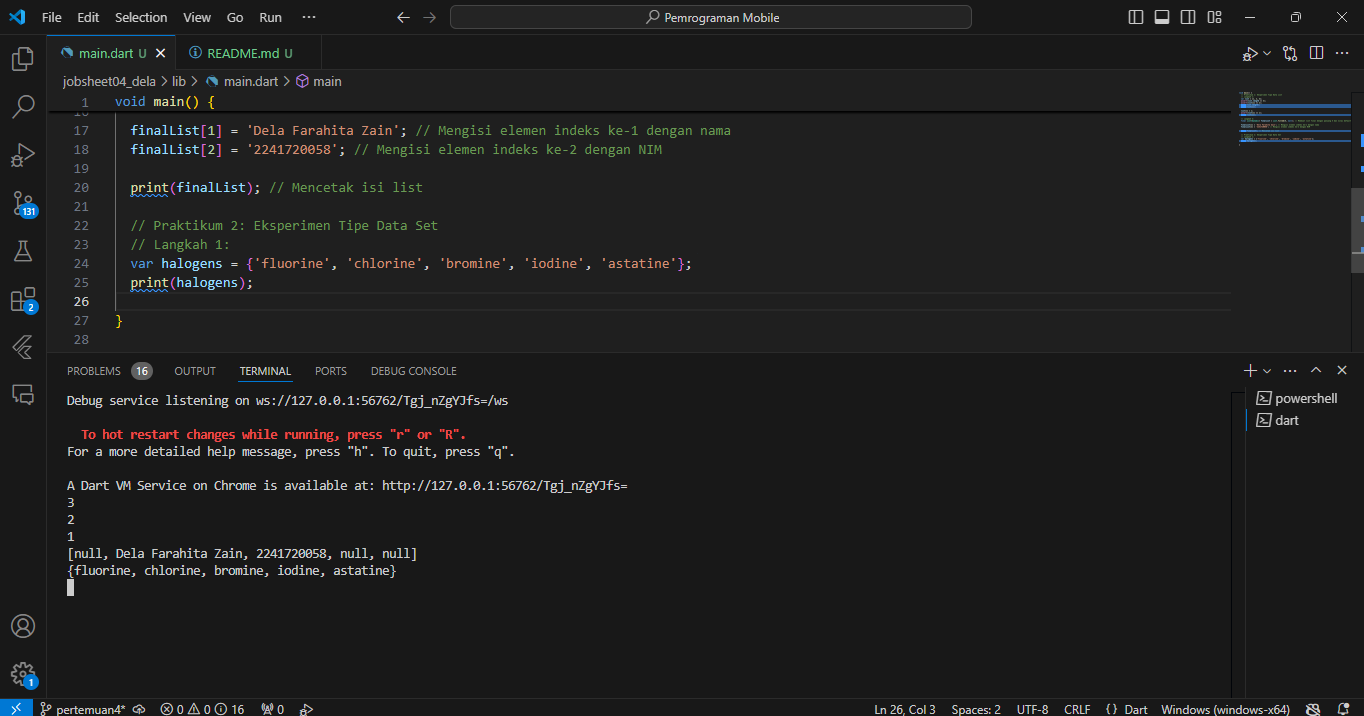 File Edit Selection View Go Run ··· Pemrograman Mobile
main.dart U README.md U
jobsheet04_dela > lib > main.dart > main
1 void main() {
17 finalList[1] = 'Dela Farahita Zain'; // Mengisi elemen indeks ke-1 dengan nama
18 finalList[2] = '2241720058'; // Mengisi elemen indeks ke-2 dengan NIM
19
20 print(finalList); // Mencetak isi list
21
22 // Praktikum 2: Eksperimen Tipe Data Set
23 // Langkah 1:
24 var halogens = {'fluorine', 'chlorine', 'bromine', 'iodine', 'astatine'};
25 print(halogens);
26
27 }
28
131
2
1
PROBLEMS 16 OUTPUT TERMINAL PORTS DEBUG CONSOLE
powershell
dart
Debug service listening on ws://127.0.0.1:56762/Tgj_nZgYJfs=/ws
To hot restart changes while running, press "r" or "R".
For a more detailed help message, press "h". To quit, press "q".
A Dart VM Service on Chrome is available at: http://127.0.0.1:56762/Tgj_nZgYJfs=
3
2
1
[null, Dela Farahita Zain, 2241720058, null, null]
{fluorine, chlorine, bromine, iodine, astatine}
pertemuan4* 0 0 16 0 Ln 26, Col 3 Spaces: 2 UTF-8 CRLF {} Dart Windows (windows-x64)